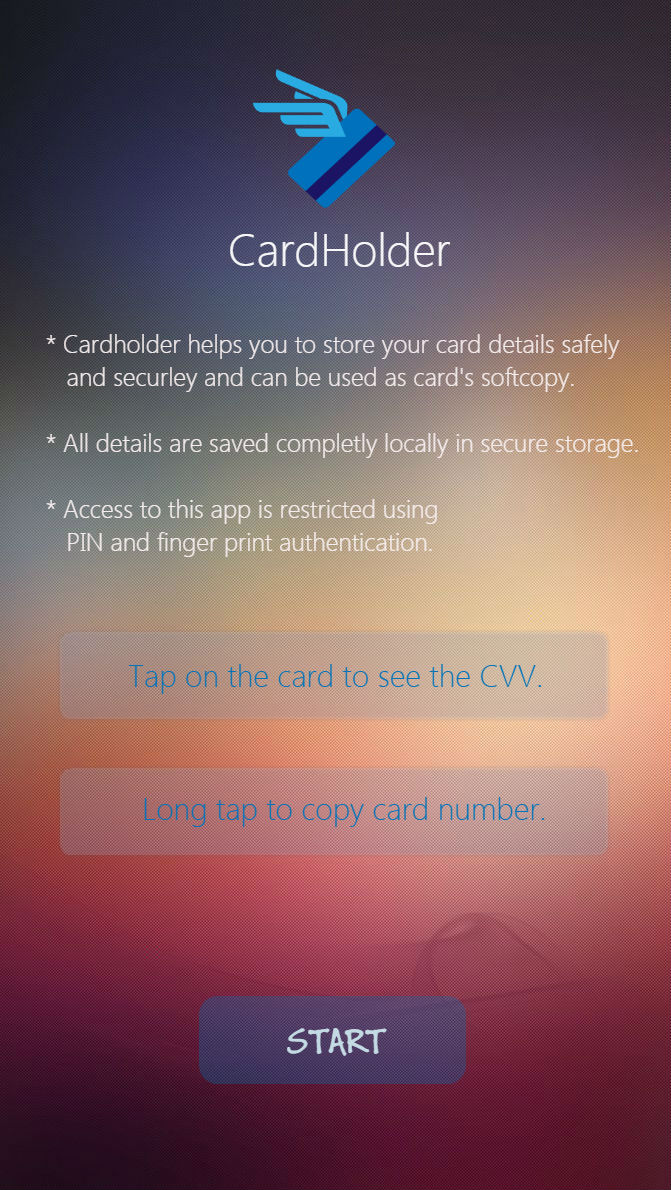 CardHolder
* Cardholder helps you to store your card details safely
and securley and can be used as card's softcopy.
* All details are saved completly locally in secure storage.
* Access to this app is restricted using
PIN and finger print authentication.
Tap on the card to see the CVV.
Long tap to copy card number.
START